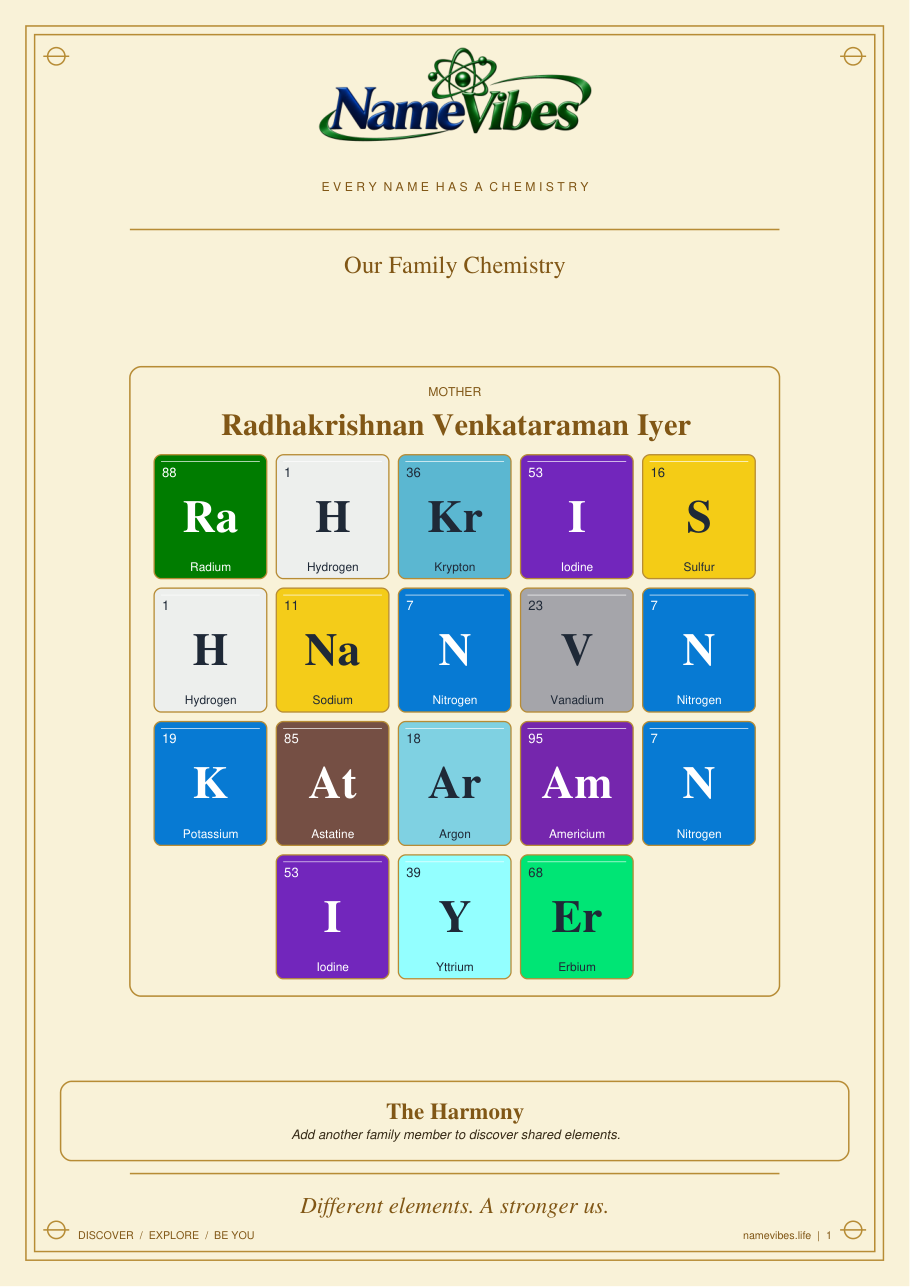 NameVibes
EVERY NAME HAS A CHEMISTRY
Our Family Chemistry
MOTHER
Radhakrishnan Venkataraman Iyer
88 1 36 53 16
Ra H Kr I S
Radium Hydrogen Krypton Iodine Sulfur
1 11 7 23 7
H Na N V N
Hydrogen Sodium Nitrogen Vanadium Nitrogen
19 85 18 95 7
K At Ar Am N
Potassium Astatine Argon Americium Nitrogen
53 39 68
I Y Er
Iodine Yttrium Erbium
The Harmony
Add another family member to discover shared elements.
Different elements. A stronger us.
DISCOVER / EXPLORE / BE YOU namevibes.life | 1